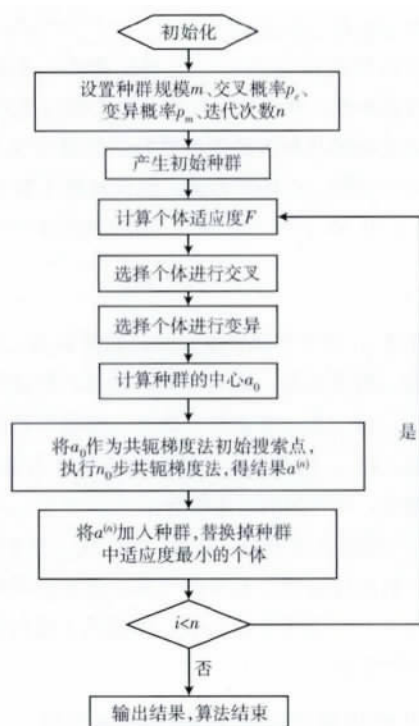 初始化
设置种群规模m、交叉概率p_c、
变异概率p_m、迭代次数n
产生初始种群
计算个体适应度F
选择个体进行交叉
选择个体进行变异
计算种群的中心a₀
是
将a₀作为共轭梯度法初始搜索点，
执行n₀步共轭梯度法，得结果a⁽ⁿ⁾
将a⁽ⁿ⁾加入种群，替换掉种群
中适应度最小的个体
i<n
否
输出结果，算法结束